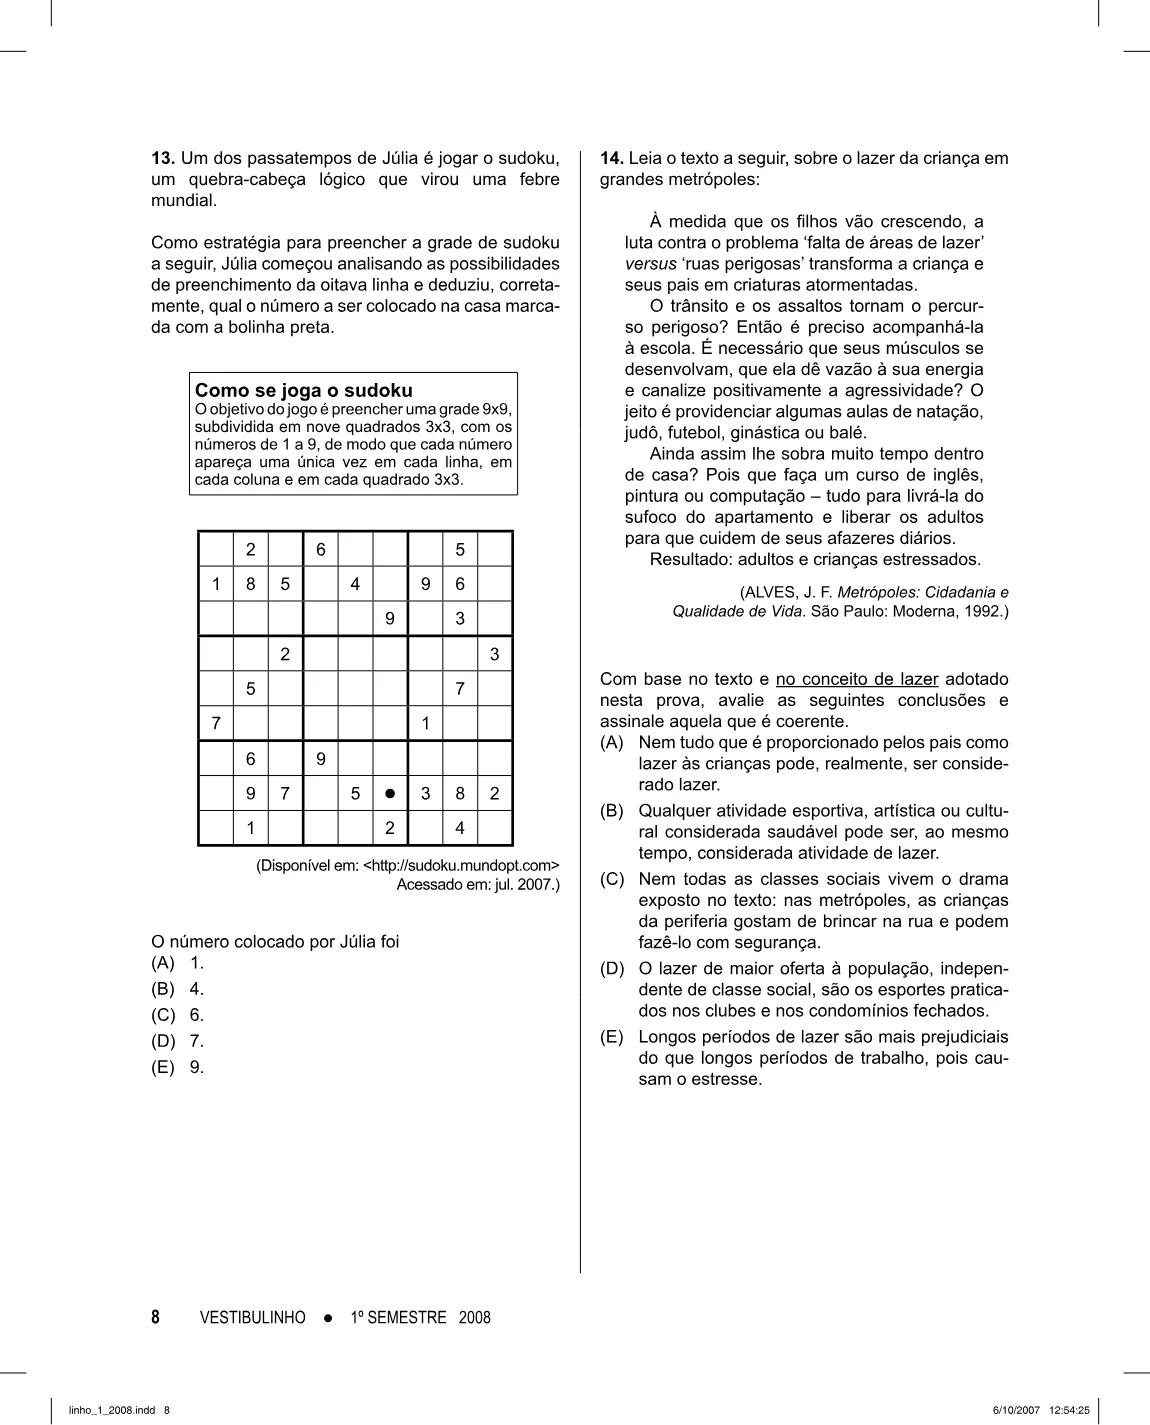 13. Um dos passatempos de Júlia é jogar o sudoku,
um quebra-cabeça lógico que virou uma febre
mundial.
Como estratégia para preencher a grade de sudoku
a seguir, Júlia começou analisando as possibilidades
de preenchimento da oitava linha e deduziu, correta-
mente, qual o número a ser colocado na casa marca-
da com a bolinha preta.
Como se joga o sudoku
O objetivo do jogo é preencher uma grade 9x9,
subdividida em nove quadrados 3x3, com os
números de 1 a 9, de modo que cada número
apareça uma única vez em cada linha, em
cada coluna e em cada quadrado 3x3.
2 6 5
1 8 5 4 9 6
9 3
2 3
5 7
7 1
6 9
9 7 5 ● 3 8 2
1 2 4
(Disponível em: <http://sudoku.mundopt.com>
Acessado em: jul. 2007.)
O número colocado por Júlia foi
(A) 1.
(B) 4.
(C) 6.
(D) 7.
(E) 9.
14. Leia o texto a seguir, sobre o lazer da criança em
grandes metrópoles:
À medida que os filhos vão crescendo, a
luta contra o problema ‘falta de áreas de lazer’
versus ‘ruas perigosas’ transforma a criança e
seus pais em criaturas atormentadas.
O trânsito e os assaltos tornam o percur-
so perigoso? Então é preciso acompanhá-la
à escola. É necessário que seus músculos se
desenvolvam, que ela dê vazão à sua energia
e canalize positivamente a agressividade? O
jeito é providenciar algumas aulas de natação,
judô, futebol, ginástica ou balé.
Ainda assim lhe sobra muito tempo dentro
de casa? Pois que faça um curso de inglês,
pintura ou computação – tudo para livrá-la do
sufoco do apartamento e liberar os adultos
para que cuidem de seus afazeres diários.
Resultado: adultos e crianças estressados.
(ALVES, J. F. Metrópoles: Cidadania e
Qualidade de Vida. São Paulo: Moderna, 1992.)
Com base no texto e no conceito de lazer adotado
nesta prova, avalie as seguintes conclusões e
assinale aquela que é coerente.
(A) Nem tudo que é proporcionado pelos pais como
lazer às crianças pode, realmente, ser conside-
rado lazer.
(B) Qualquer atividade esportiva, artística ou cultu-
ral considerada saudável pode ser, ao mesmo
tempo, considerada atividade de lazer.
(C) Nem todas as classes sociais vivem o drama
exposto no texto: nas metrópoles, as crianças
da periferia gostam de brincar na rua e podem
fazê-lo com segurança.
(D) O lazer de maior oferta à população, indepen-
dente de classe social, são os esportes pratica-
dos nos clubes e nos condomínios fechados.
(E) Longos períodos de lazer são mais prejudiciais
do que longos períodos de trabalho, pois cau-
sam o estresse.
8 VESTIBULINHO ● 1º SEMESTRE 2008
linho_1_2008.indd 8
6/10/2007 12:54:25